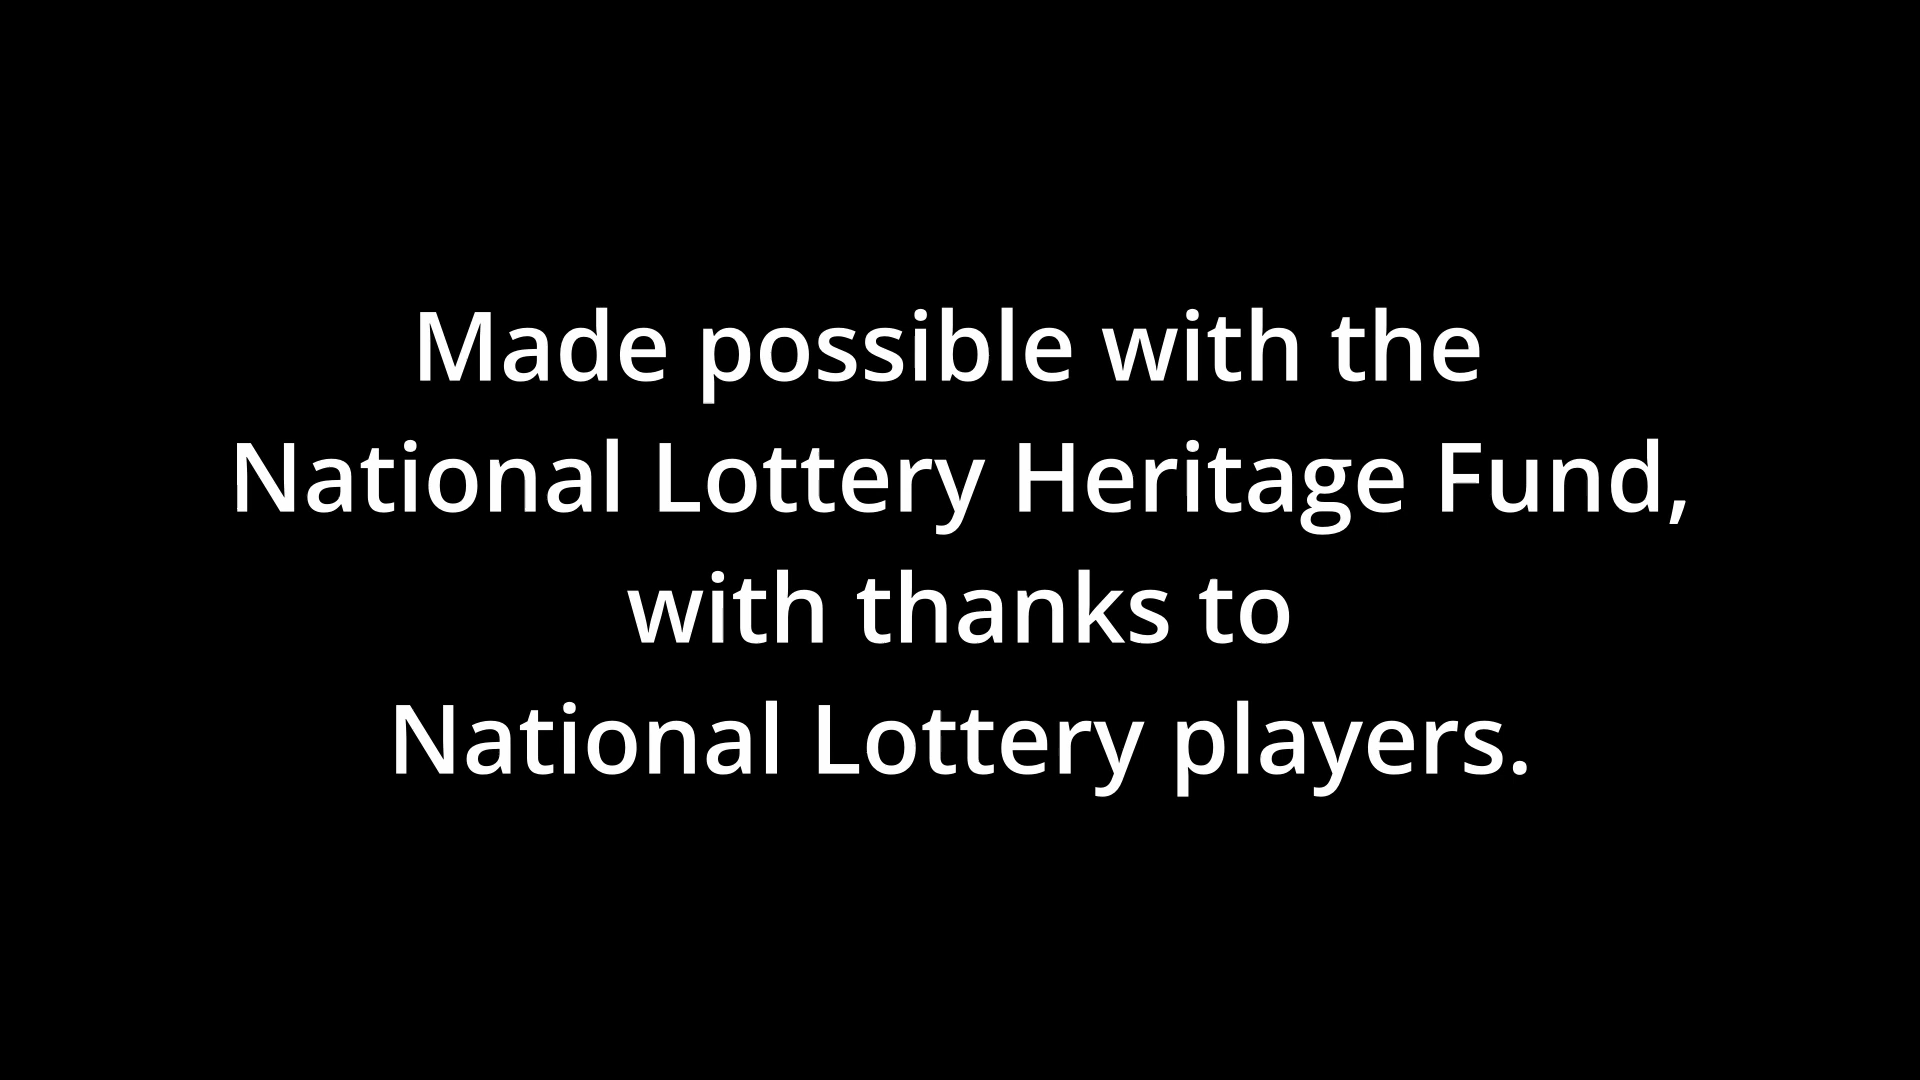 Made possible with the
National Lottery Heritage Fund,
with thanks to
National Lottery players.